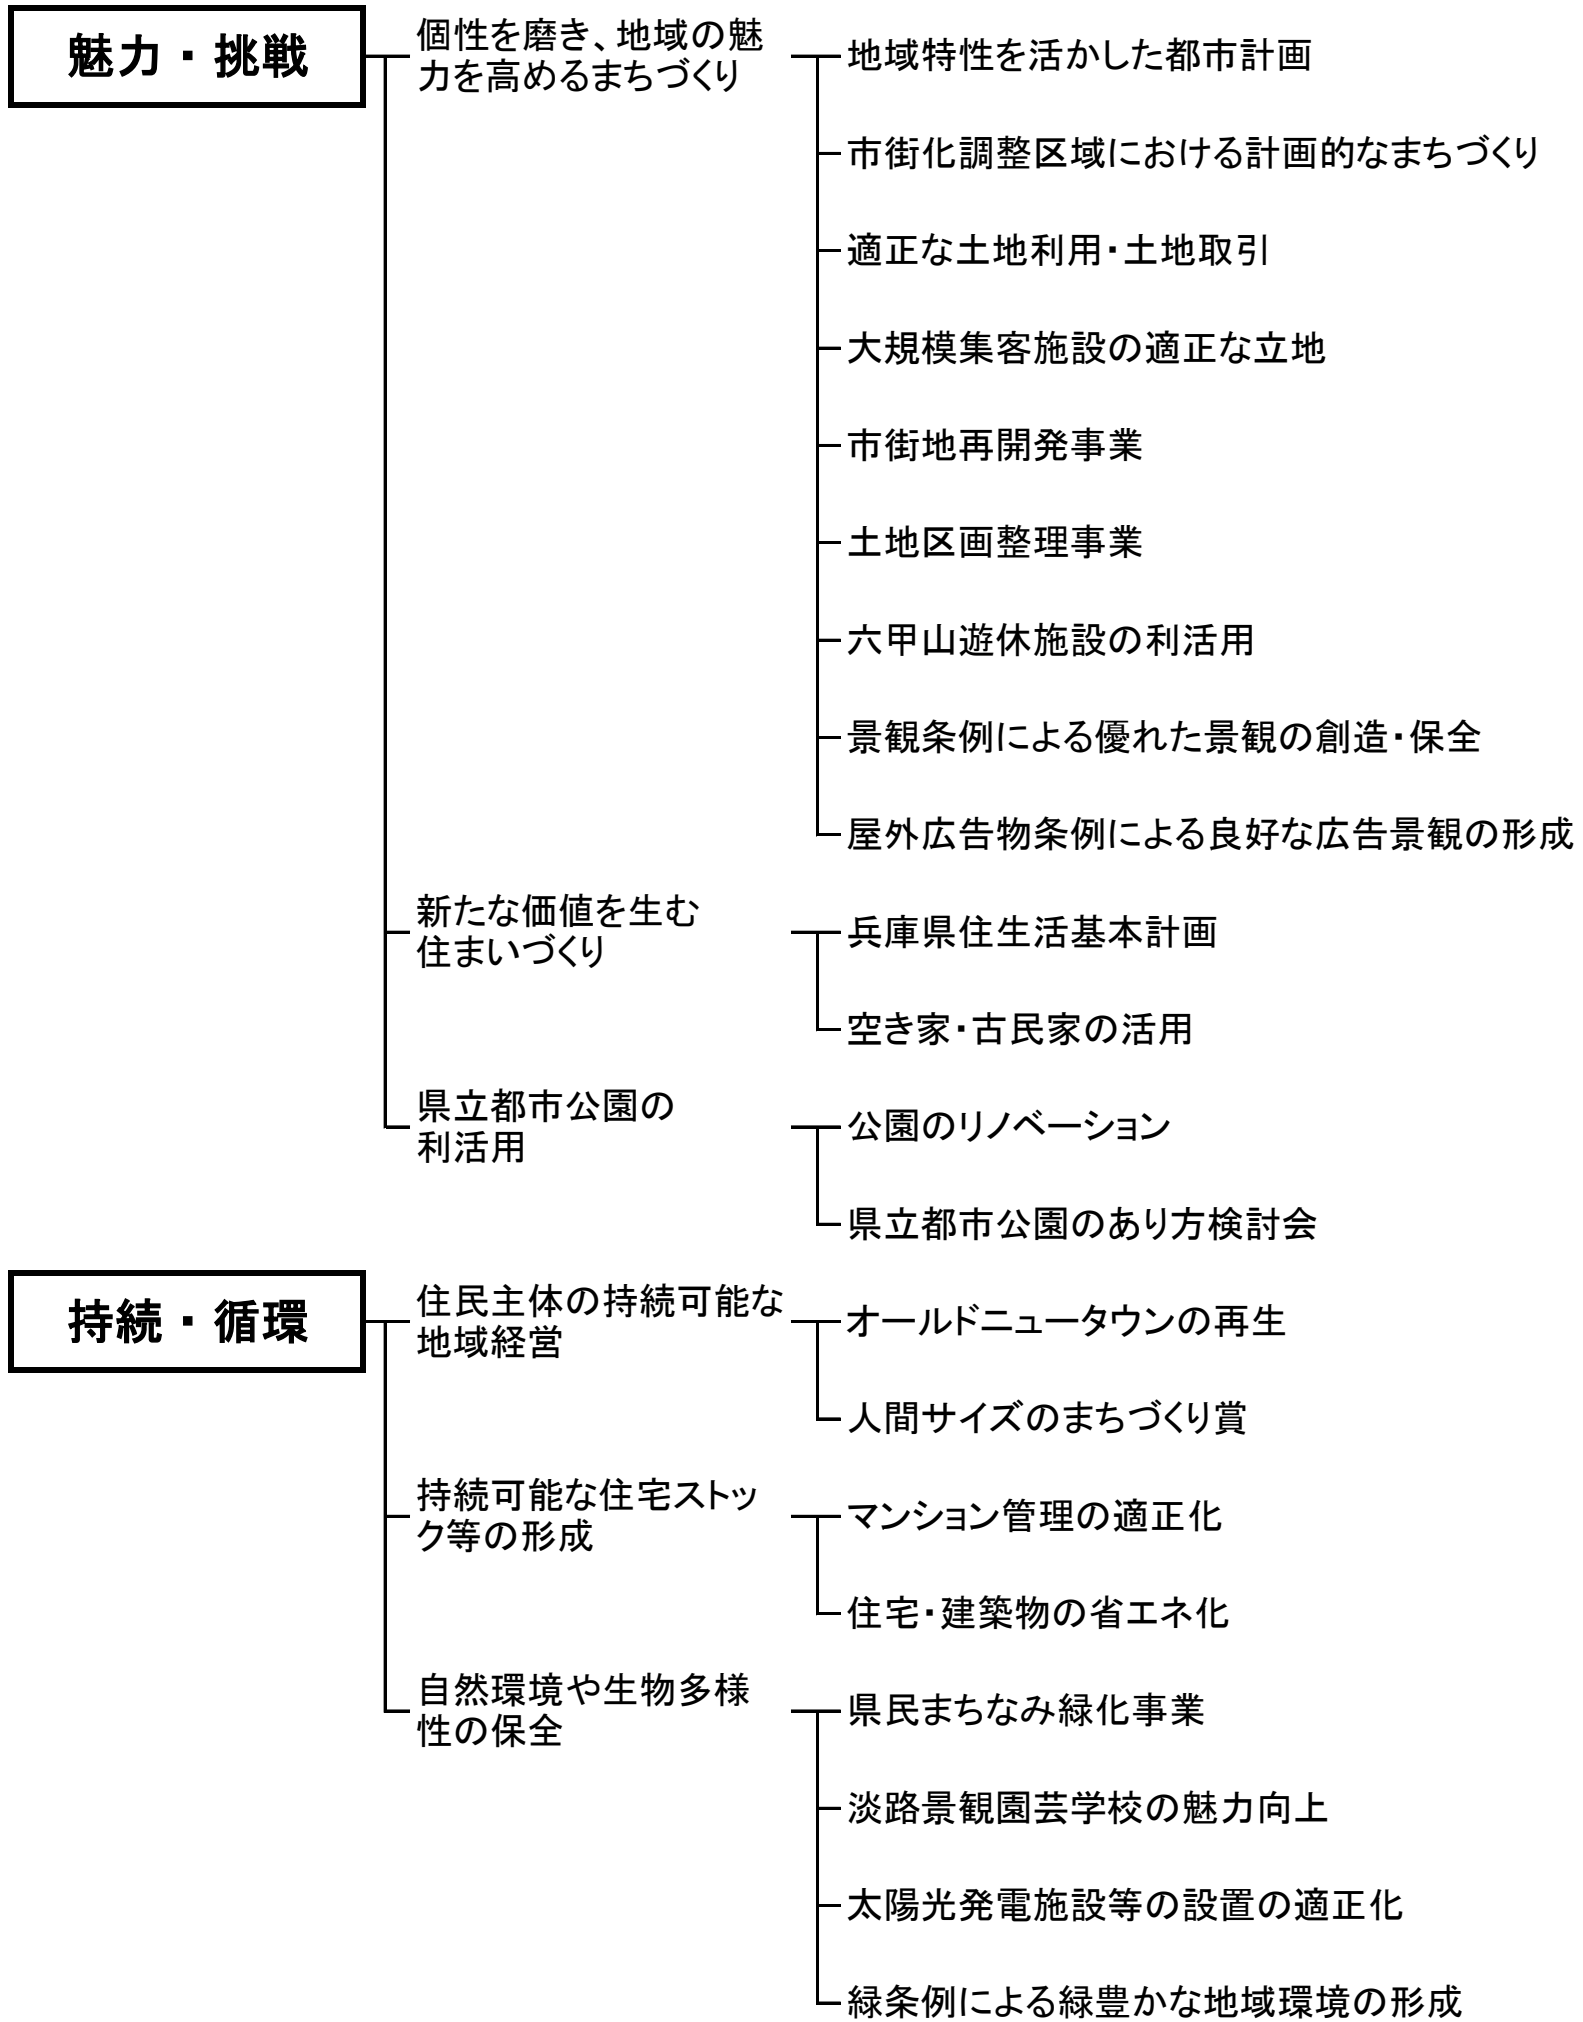 魅力・挑戦
個性を磨き、地域の魅
力を高めるまちづくり
地域特性を活かした都市計画
市街化調整区域における計画的なまちづくり
適正な土地利用・土地取引
大規模集客施設の適正な立地
市街地再開発事業
土地区画整理事業
六甲山遊休施設の利活用
景観条例による優れた景観の創造・保全
屋外広告物条例による良好な広告景観の形成
新たな価値を生む
住まいづくり
兵庫県住生活基本計画
空き家・古民家の活用
県立都市公園の
利活用
公園のリノベーション
県立都市公園のあり方検討会
持続・循環
住民主体の持続可能な
地域経営
オールドニュータウンの再生
人間サイズのまちづくり賞
持続可能な住宅ストッ
ク等の形成
マンション管理の適正化
住宅・建築物の省エネ化
自然環境や生物多様
性の保全
県民まちなみ緑化事業
淡路景観園芸学校の魅力向上
太陽光発電施設等の設置の適正化
緑条例による緑豊かな地域環境の形成